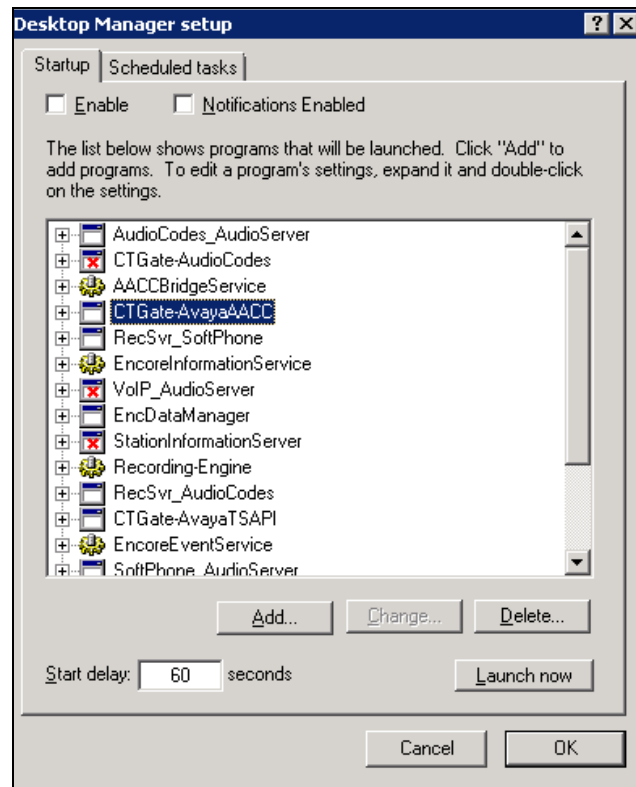 Desktop Manager setup
Startup
Scheduled tasks
Enable
Notifications Enabled
The list below shows programs that will be launched. Click "Add" to
add programs. To edit a program's settings, expand it and double-click
on the settings.
AudioCodes_AudioServer
CTGate-AudioCodes
AACCBridgeService
CTGate-AvayaAACC
RecSvr_SoftPhone
EncoreInformationService
VoIP_AudioServer
EncDataManager
StationInformationServer
Recording-Engine
RecSvr_AudioCodes
CTGate-AvayaTSAPI
EncoreEventService
SoftPhone_AudioServer
Add...
Change...
Delete...
Start delay: 60 seconds
Launch now
Cancel
OK